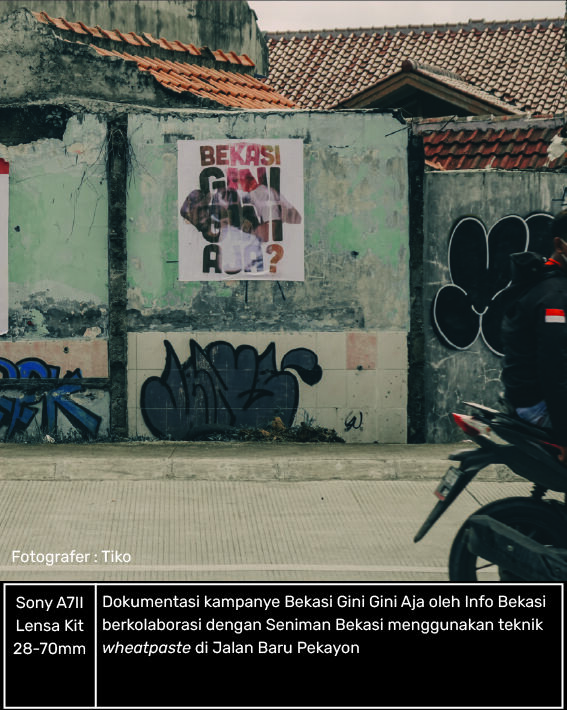 BEKASI
GINI
GINI
AJA?
Fotografer : Tiko
Sony A7II
Lensa Kit
28-70mm
Dokumentasi kampanye Bekasi Gini Gini Aja oleh Info Bekasi
berkolaborasi dengan Seniman Bekasi menggunakan teknik
wheatpaste di Jalan Baru Pekayon